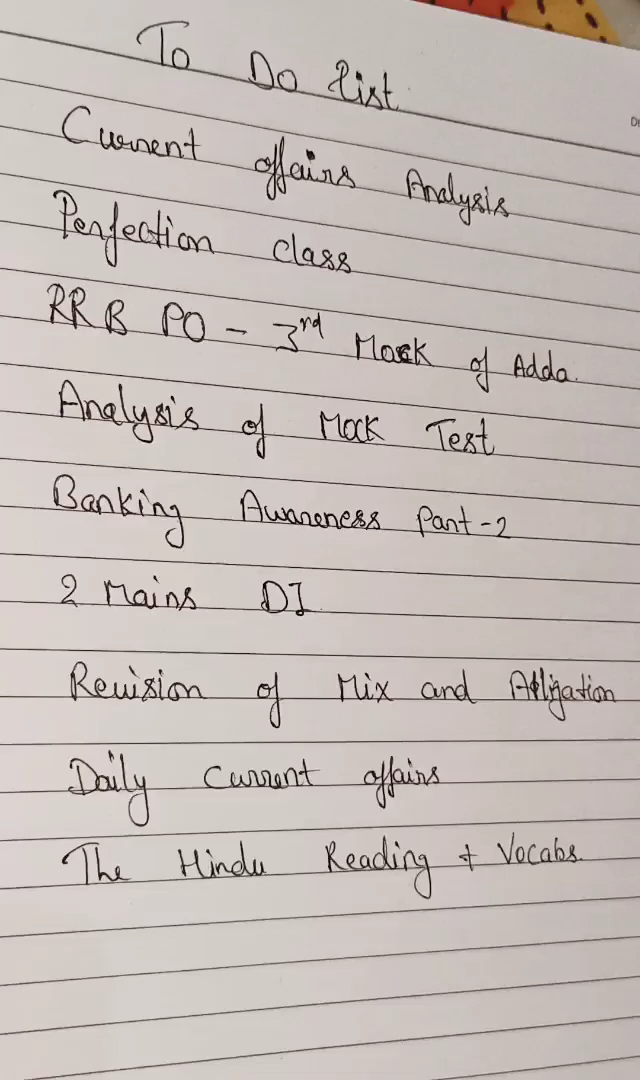 To Do list
Current affairs Analysis
Perfection class
RRB PO - 3rd Mock of Adda.
Analysis of Mock Test
Banking Awareness Part-2
2 Mains DI
Revision of Mix and Alligation
Daily Current affairs
The Hindu Reading + Vocabs.